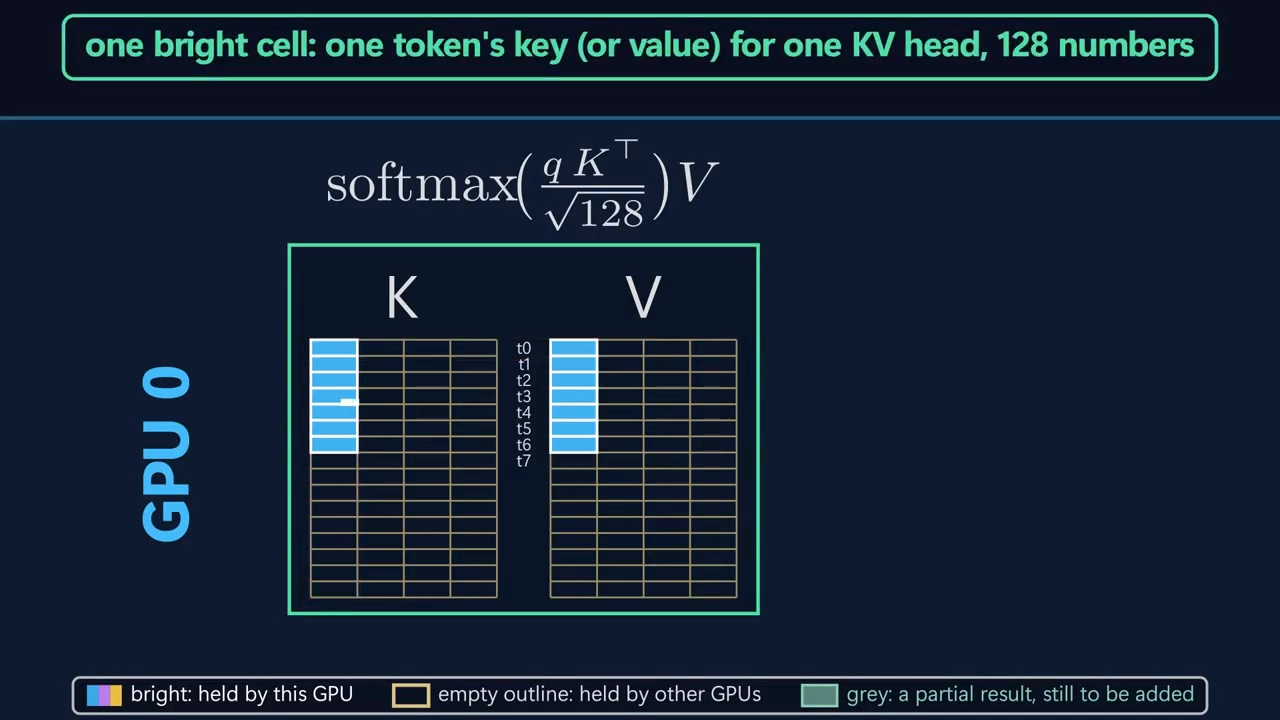 one bright cell: one token's key (or value) for one KV head, 128 numbers
softmax(q K^⊤ / √128) V
K V
t0
t1
t2
t3
t4
t5
t6
t7
GPU 0
bright: held by this GPU
empty outline: held by other GPUs
grey: a partial result, still to be added